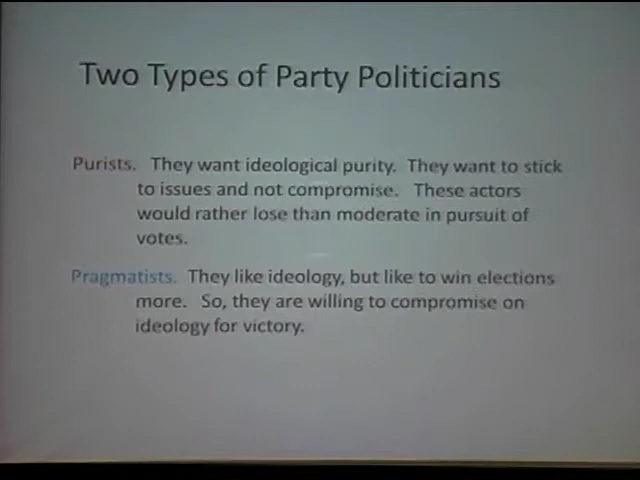 Two Types of Party Politicians
Purists. They want ideological purity. They want to stick
to issues and not compromise. These actors
would rather lose than moderate in pursuit of
votes.
Pragmatists. They like ideology, but like to win elections
more. So, they are willing to compromise on
ideology for victory.